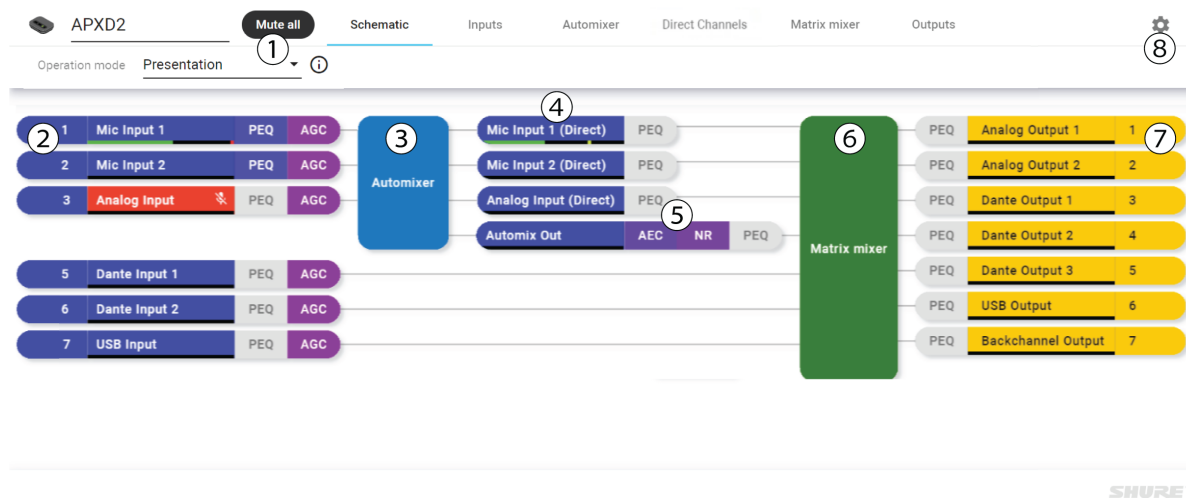 APXD2 Mute all Schematic Inputs Automixer Direct Channels Matrix mixer Outputs
1 8
Operation mode Presentation i
4
1 Mic Input 1 PEQ AGC Mic Input 1 (Direct) PEQ PEQ Analog Output 1 1
2 3 6 7
2 Mic Input 2 PEQ AGC Mic Input 2 (Direct) PEQ PEQ Analog Output 2 2
Automixer
3 Analog Input PEQ AGC Analog Input (Direct) PEQ PEQ Dante Output 1 3
5
Automix Out AEC NR PEQ PEQ Dante Output 2 4
Matrix mixer
5 Dante Input 1 PEQ AGC PEQ Dante Output 3 5
6 Dante Input 2 PEQ AGC PEQ USB Output 6
7 USB Input PEQ AGC PEQ Backchannel Output 7
SHURE